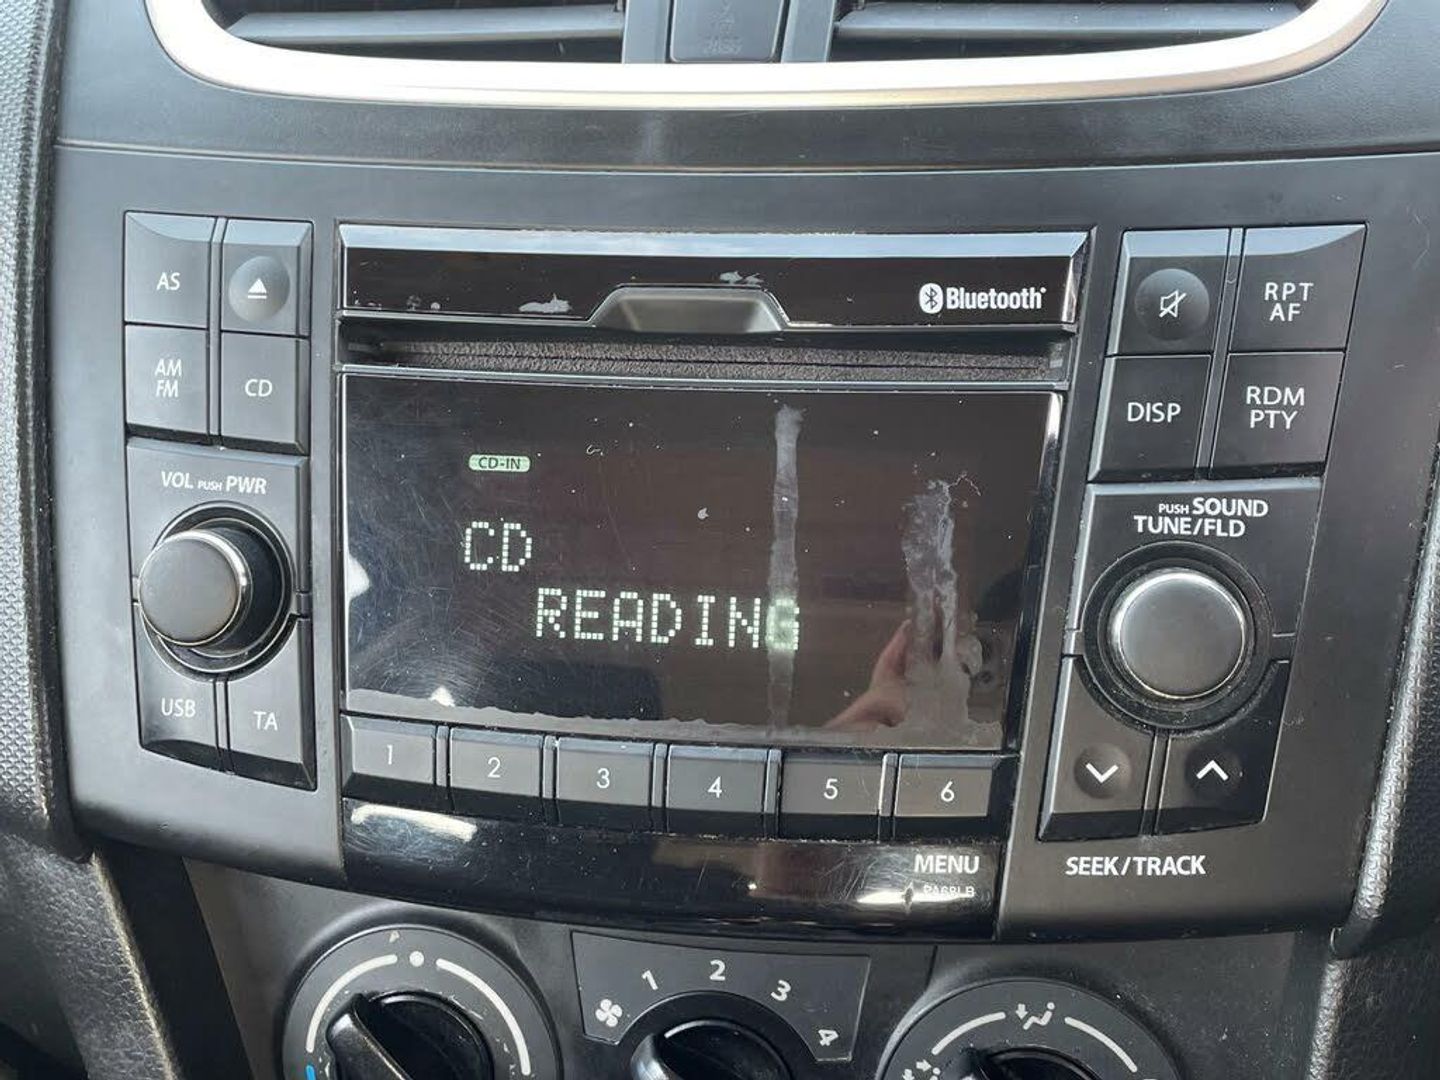 AS
AM
FM
CD
VOL PUSH PWR
USB
TA
Bluetooth
CD-IN
CD
READING
1 2 3 4 5 6
MENU
PA68LB
RPT
AF
DISP
RDM
PTY
PUSH SOUND
TUNE/FLD
SEEK/TRACK
1 2 3 4